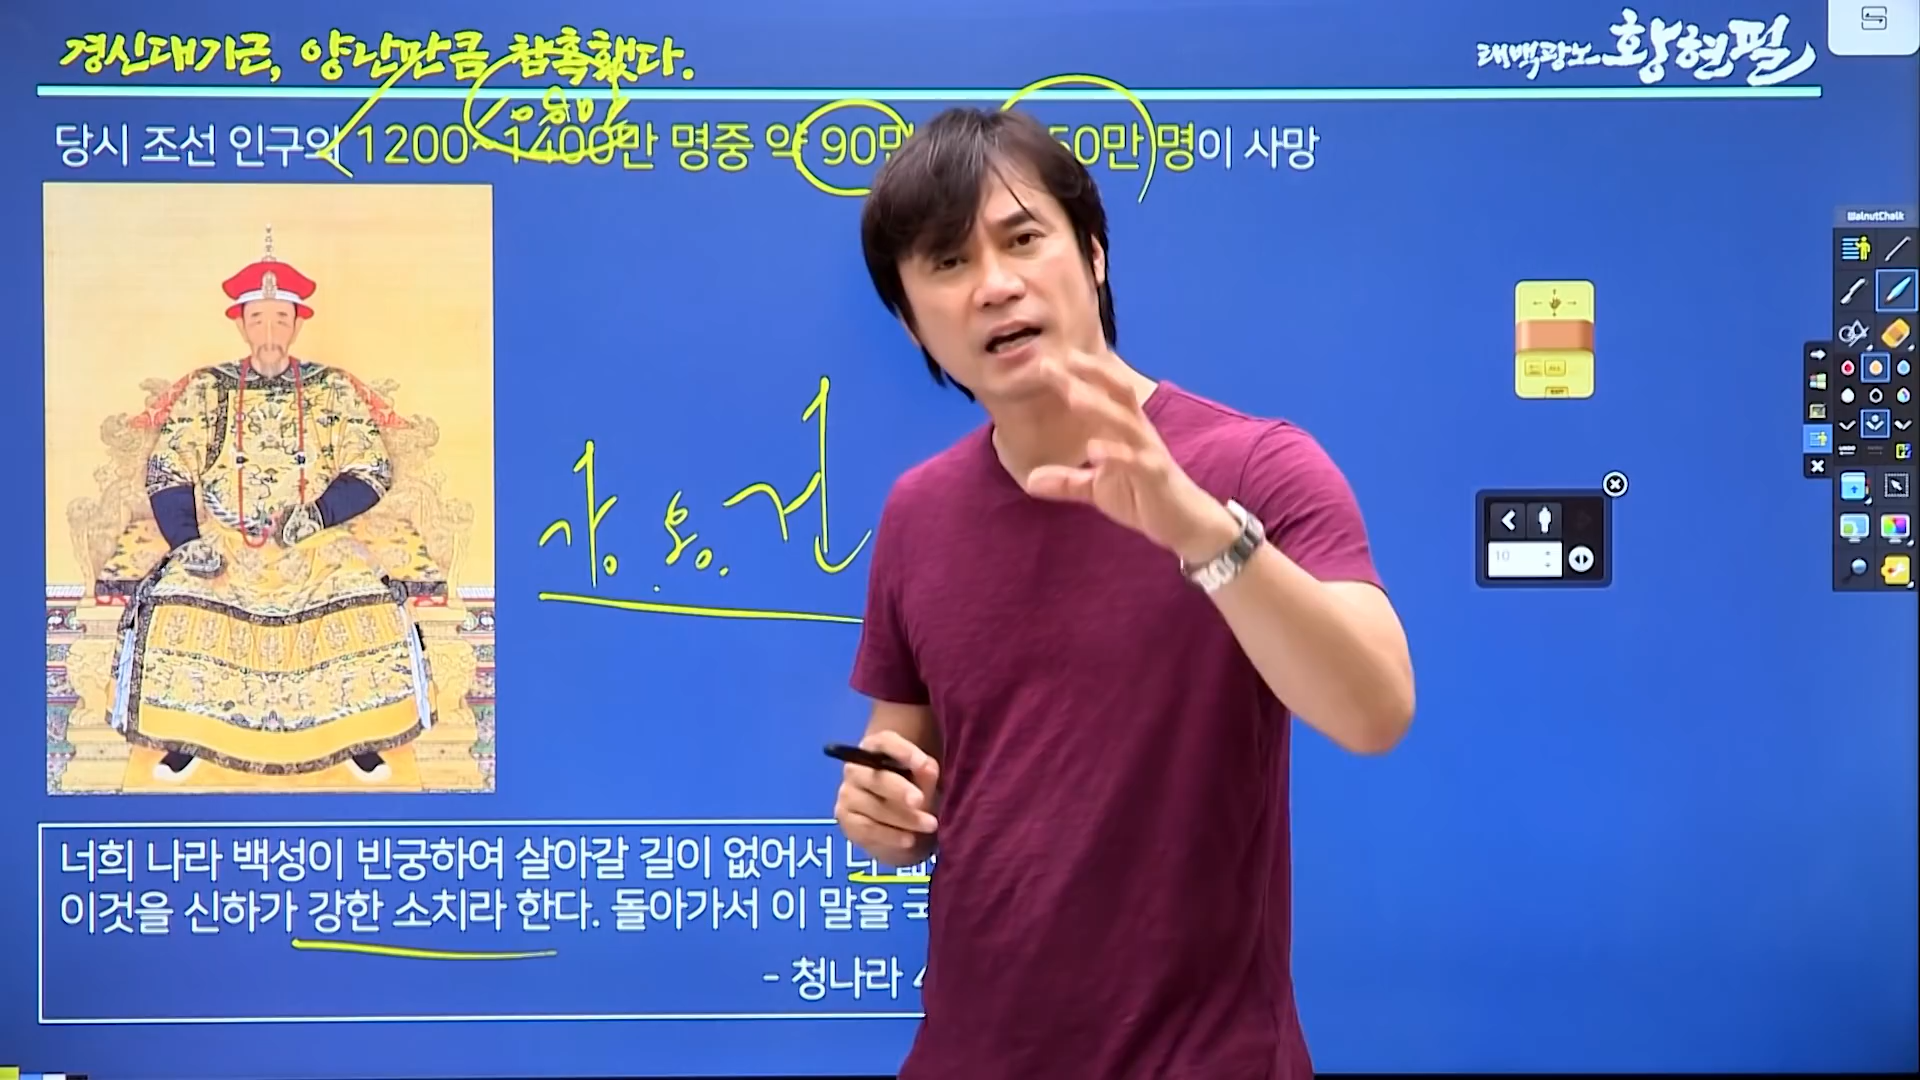 경신대기근, 양난만큼 참혹했다.
태백광노 황현필
당시 조선 인구의 1200~1400만 명중 약 90만 50만 명이 사망
WalnutChalk
강.옹.건
10
너희 나라 백성이 빈궁하여 살아갈 길이 없어서
이것을 신하가 강한 소치라 한다. 돌아가서 이 말을
- 청나라